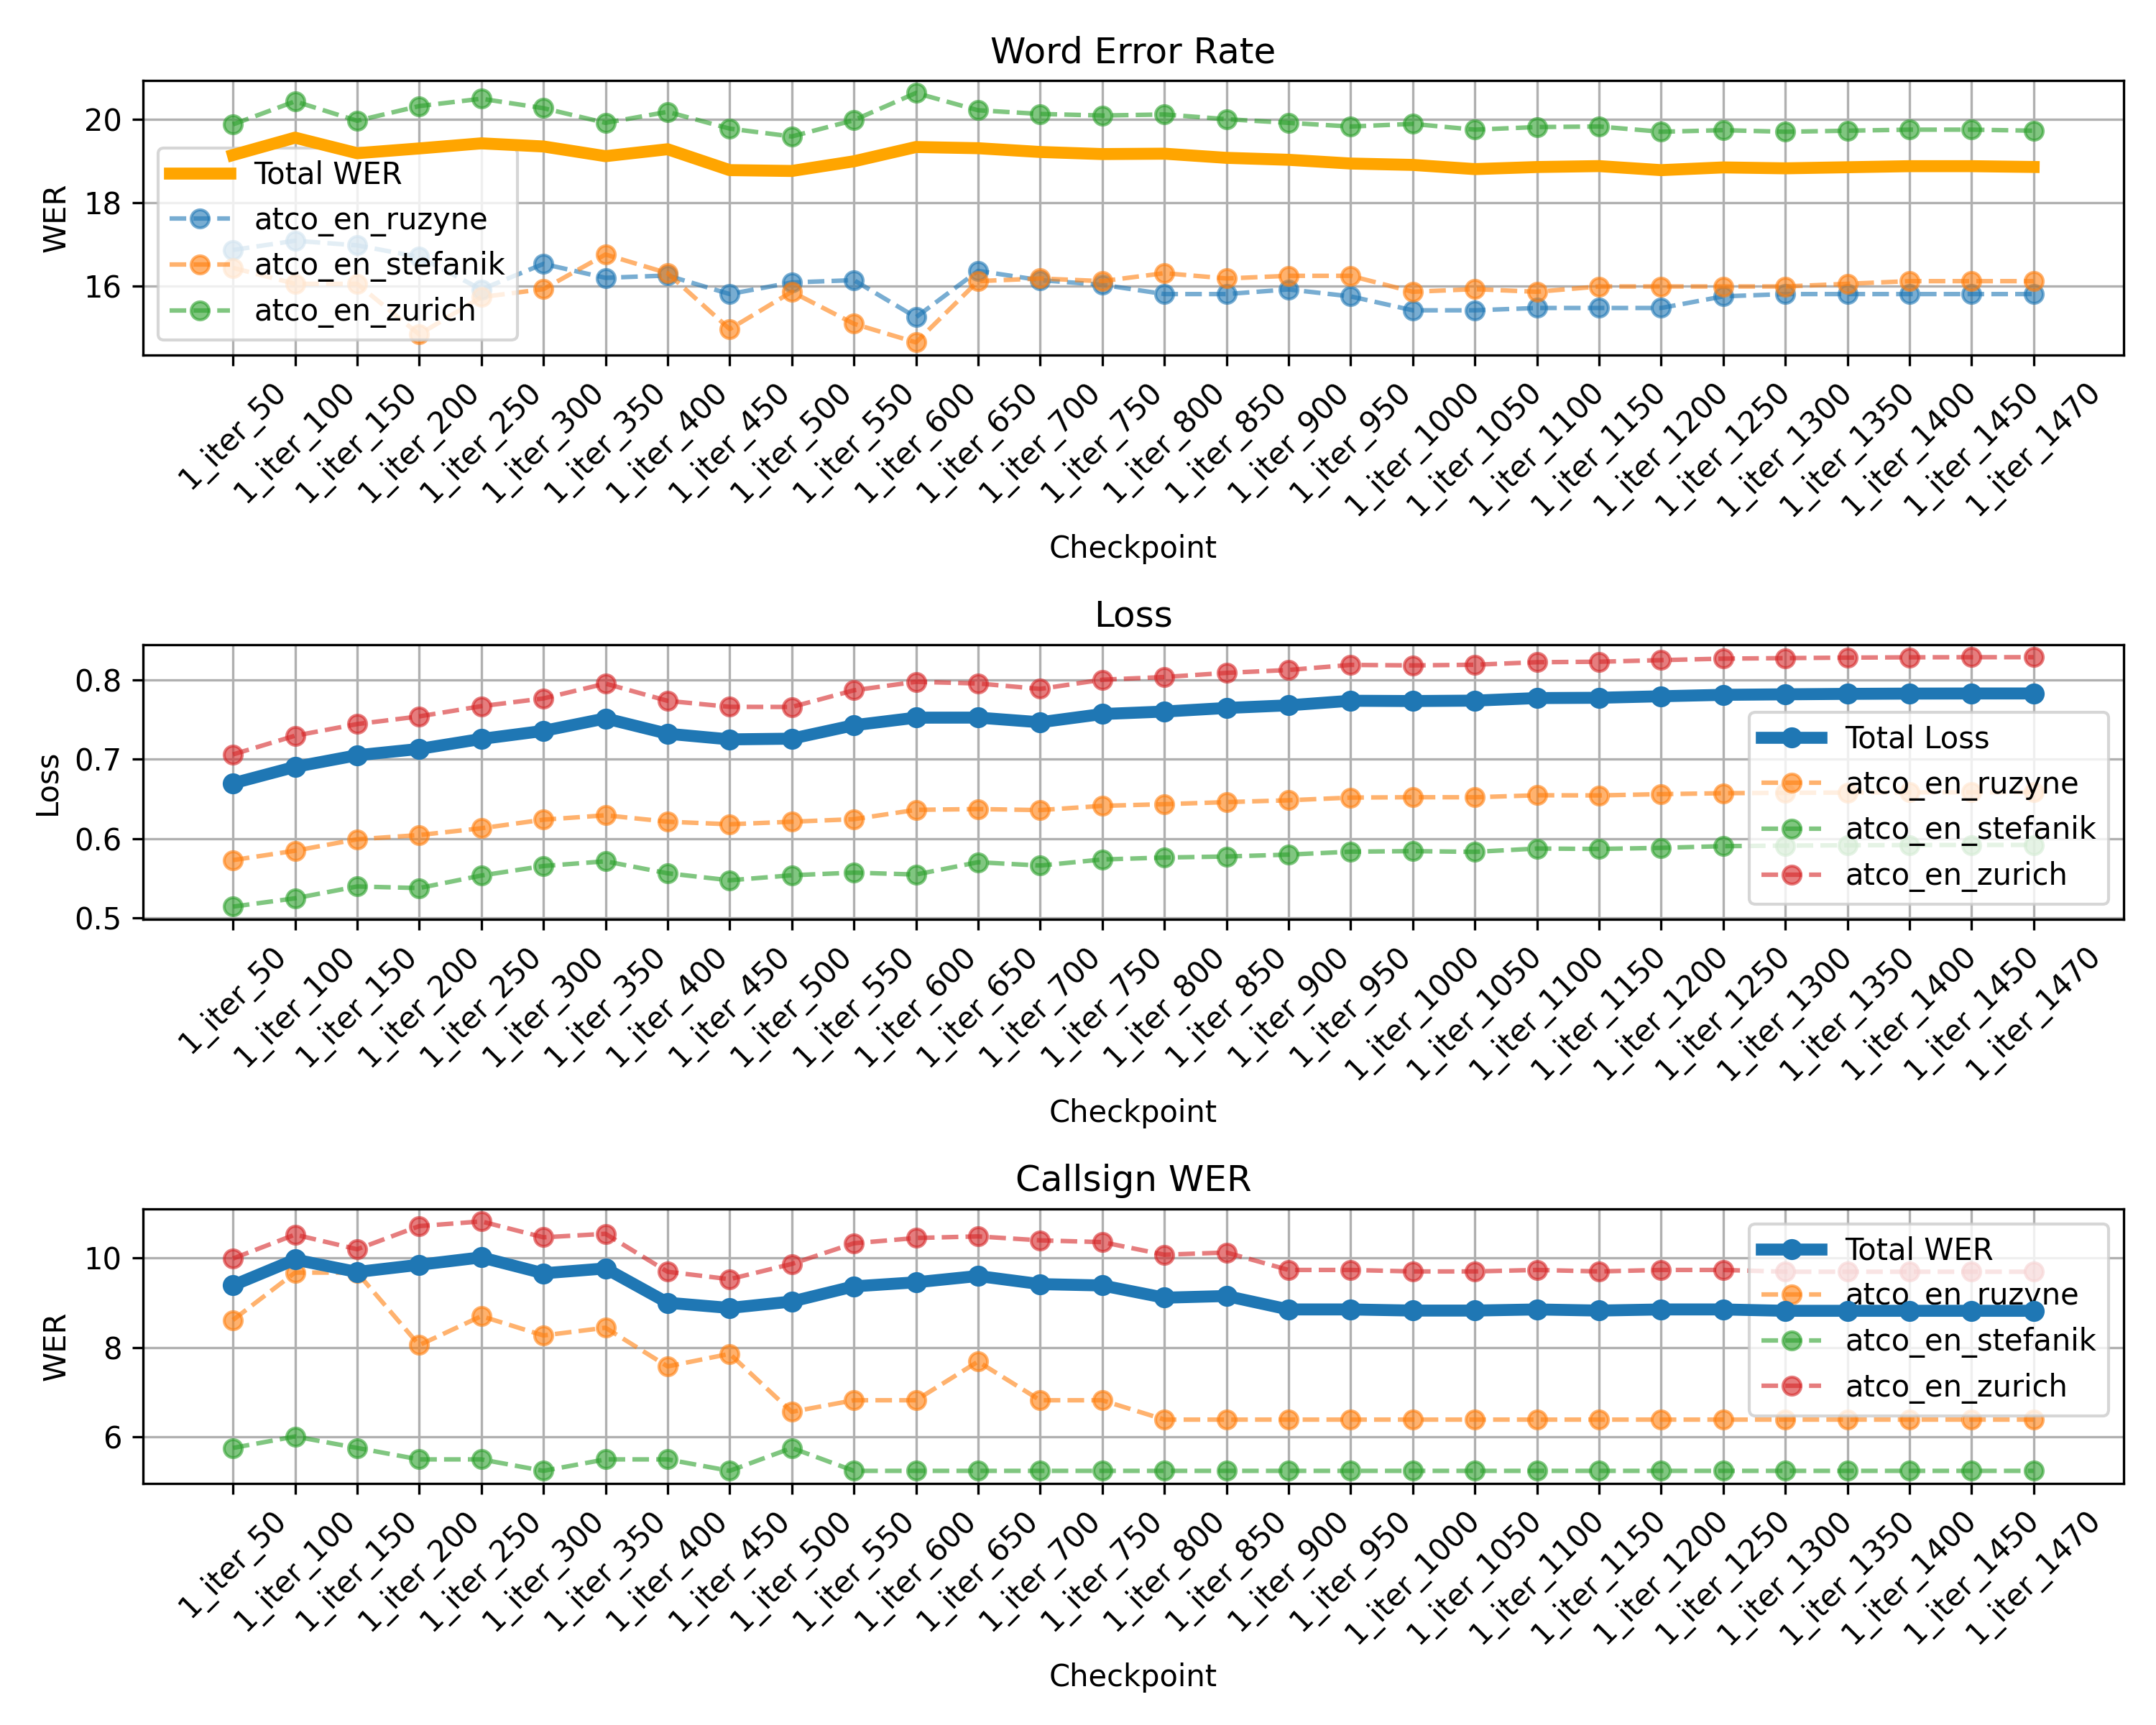 Word Error Rate
WER
20
18
16
Total WER
atco_en_ruzyne
atco_en_stefanik
atco_en_zurich
1_iter_50
1_iter_100
1_iter_150
1_iter_200
1_iter_250
1_iter_300
1_iter_350
1_iter_400
1_iter_450
1_iter_500
1_iter_550
1_iter_600
1_iter_650
1_iter_700
1_iter_750
1_iter_800
1_iter_850
1_iter_900
1_iter_950
1_iter_1000
1_iter_1050
1_iter_1100
1_iter_1150
1_iter_1200
1_iter_1250
1_iter_1300
1_iter_1350
1_iter_1400
1_iter_1450
1_iter_1470
Checkpoint
Loss
Loss
0.8
0.7
0.6
0.5
Total Loss
atco_en_ruzyne
atco_en_stefanik
atco_en_zurich
1_iter_50
1_iter_100
1_iter_150
1_iter_200
1_iter_250
1_iter_300
1_iter_350
1_iter_400
1_iter_450
1_iter_500
1_iter_550
1_iter_600
1_iter_650
1_iter_700
1_iter_750
1_iter_800
1_iter_850
1_iter_900
1_iter_950
1_iter_1000
1_iter_1050
1_iter_1100
1_iter_1150
1_iter_1200
1_iter_1250
1_iter_1300
1_iter_1350
1_iter_1400
1_iter_1450
1_iter_1470
Checkpoint
Callsign WER
WER
10
8
6
Total WER
atco_en_ruzyne
atco_en_stefanik
atco_en_zurich
1_iter_50
1_iter_100
1_iter_150
1_iter_200
1_iter_250
1_iter_300
1_iter_350
1_iter_400
1_iter_450
1_iter_500
1_iter_550
1_iter_600
1_iter_650
1_iter_700
1_iter_750
1_iter_800
1_iter_850
1_iter_900
1_iter_950
1_iter_1000
1_iter_1050
1_iter_1100
1_iter_1150
1_iter_1200
1_iter_1250
1_iter_1300
1_iter_1350
1_iter_1400
1_iter_1450
1_iter_1470
Checkpoint